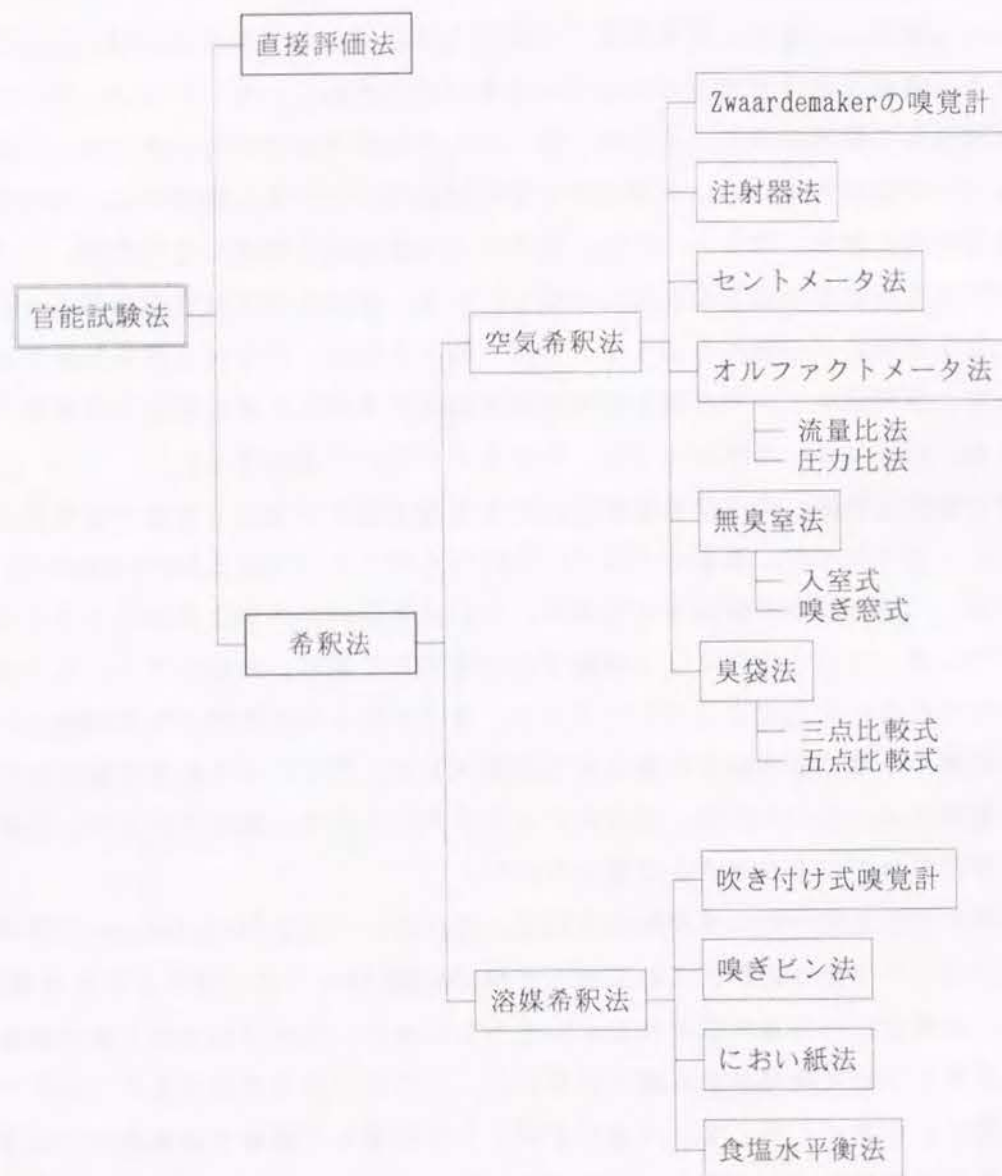 官能試験法
直接評価法
希釈法
空気希釈法
Zwaardemakerの嗅覚計
注射器法
セントメータ法
オルファクトメータ法
流量比法
圧力比法
無臭室法
入室式
嗅ぎ窓式
臭袋法
三点比較式
五点比較式
溶媒希釈法
吹き付け式嗅覚計
嗅ぎビン法
におい紙法
食塩水平衡法